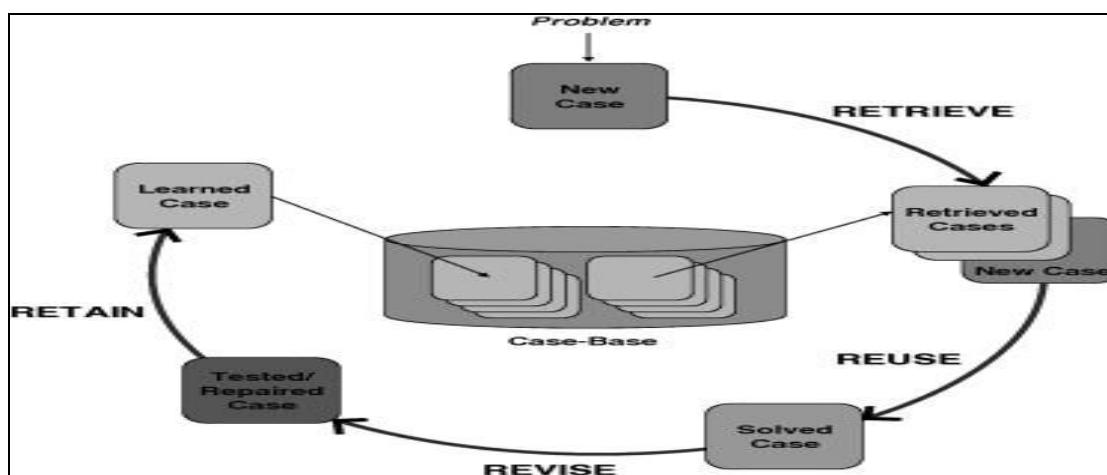 Problem
New
Case
RETRIEVE
Learned
Case
Retrieved
Cases
New Case
RETAIN
Case-Base
REUSE
Tested/
Repaired
Case
Solved
Case
REVISE